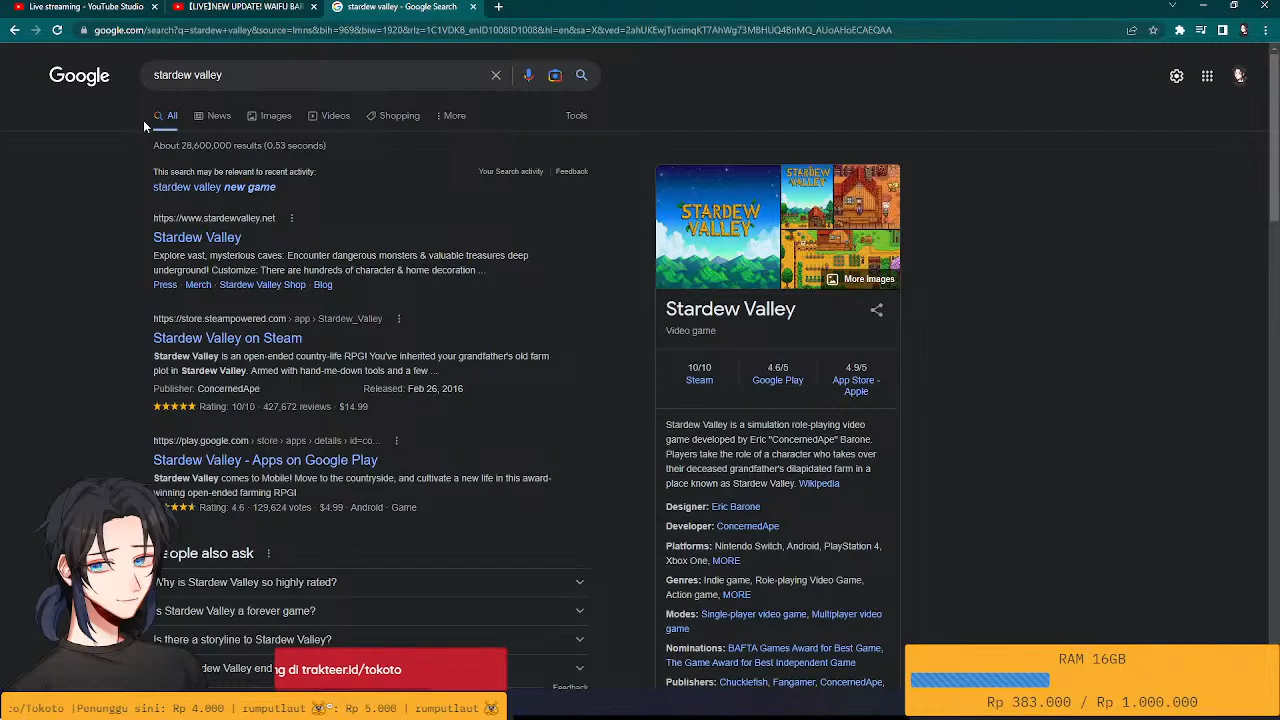 Live streaming - YouTube Studio
[LIVE]NEW UPDATE! WAIFU BAR
stardew valley - Google Search
google.com/search?q=stardew+valley&source=lmns&bih=969&biw=1920&rlz=1C1VDKB_enID1008ID1008&hl=en&sa=X&ved=2ahUKEwjTucimqKT7AhWg73MBHUQ4BnMQ_AUoAHoECAEQAA
Google
stardew valley
All
News
Images
Videos
Shopping
More
Tools
About 28,600,000 results (0.53 seconds)
This search may be relevant to recent activity:
Your Search activity
Feedback
stardew valley new game
https://www.stardewvalley.net
Stardew Valley
Explore vast, mysterious caves: Encounter dangerous monsters & valuable treasures deep
underground! Customize: There are hundreds of character & home decoration ...
Press · Merch · Stardew Valley Shop · Blog
https://store.steampowered.com › app › Stardew_Valley
Stardew Valley on Steam
Stardew Valley is an open-ended country-life RPG! You've inherited your grandfather's old farm
plot in Stardew Valley. Armed with hand-me-down tools and a few ...
Publisher: ConcernedApe
Released: Feb 26, 2016
Rating: 10/10 · 427,672 reviews · $14.99
https://play.google.com › store › apps › details › id=co...
Stardew Valley - Apps on Google Play
Stardew Valley comes to Mobile! Move to the countryside, and cultivate a new life in this award-
winning open-ended farming RPG!
Rating: 4.6 · 129,624 votes · $4.99 · Android · Game
ople also ask
Why is Stardew Valley so highly rated?
Is Stardew Valley a forever game?
Is there a storyline to Stardew Valley?
dew Valley end
Feedback
STARDEW
VALLEY
STARDEW
VALLEY
More Images
Stardew Valley
Video game
10/10
Steam
4.6/5
Google Play
4.9/5
App Store -
Apple
Stardew Valley is a simulation role-playing video
game developed by Eric "ConcernedApe" Barone.
Players take the role of a character who takes over
their deceased grandfather's dilapidated farm in a
place known as Stardew Valley. Wikipedia
Designer: Eric Barone
Developer: ConcernedApe
Platforms: Nintendo Switch, Android, PlayStation 4,
Xbox One, MORE
Genres: Indie game, Role-playing Video Game,
Action game, MORE
Modes: Single-player video game, Multiplayer video
game
Nominations: BAFTA Games Award for Best Game,
The Game Award for Best Independent Game
Publishers: Chucklefish, Fangamer, ConcernedApe,
ng di trakteer.id/tokoto
:o/Tokoto |Penunggu sini: Rp 4.000 | rumputlaut : Rp 5.000 | rumputlaut
RAM 16GB
Rp 383.000 / Rp 1.000.000